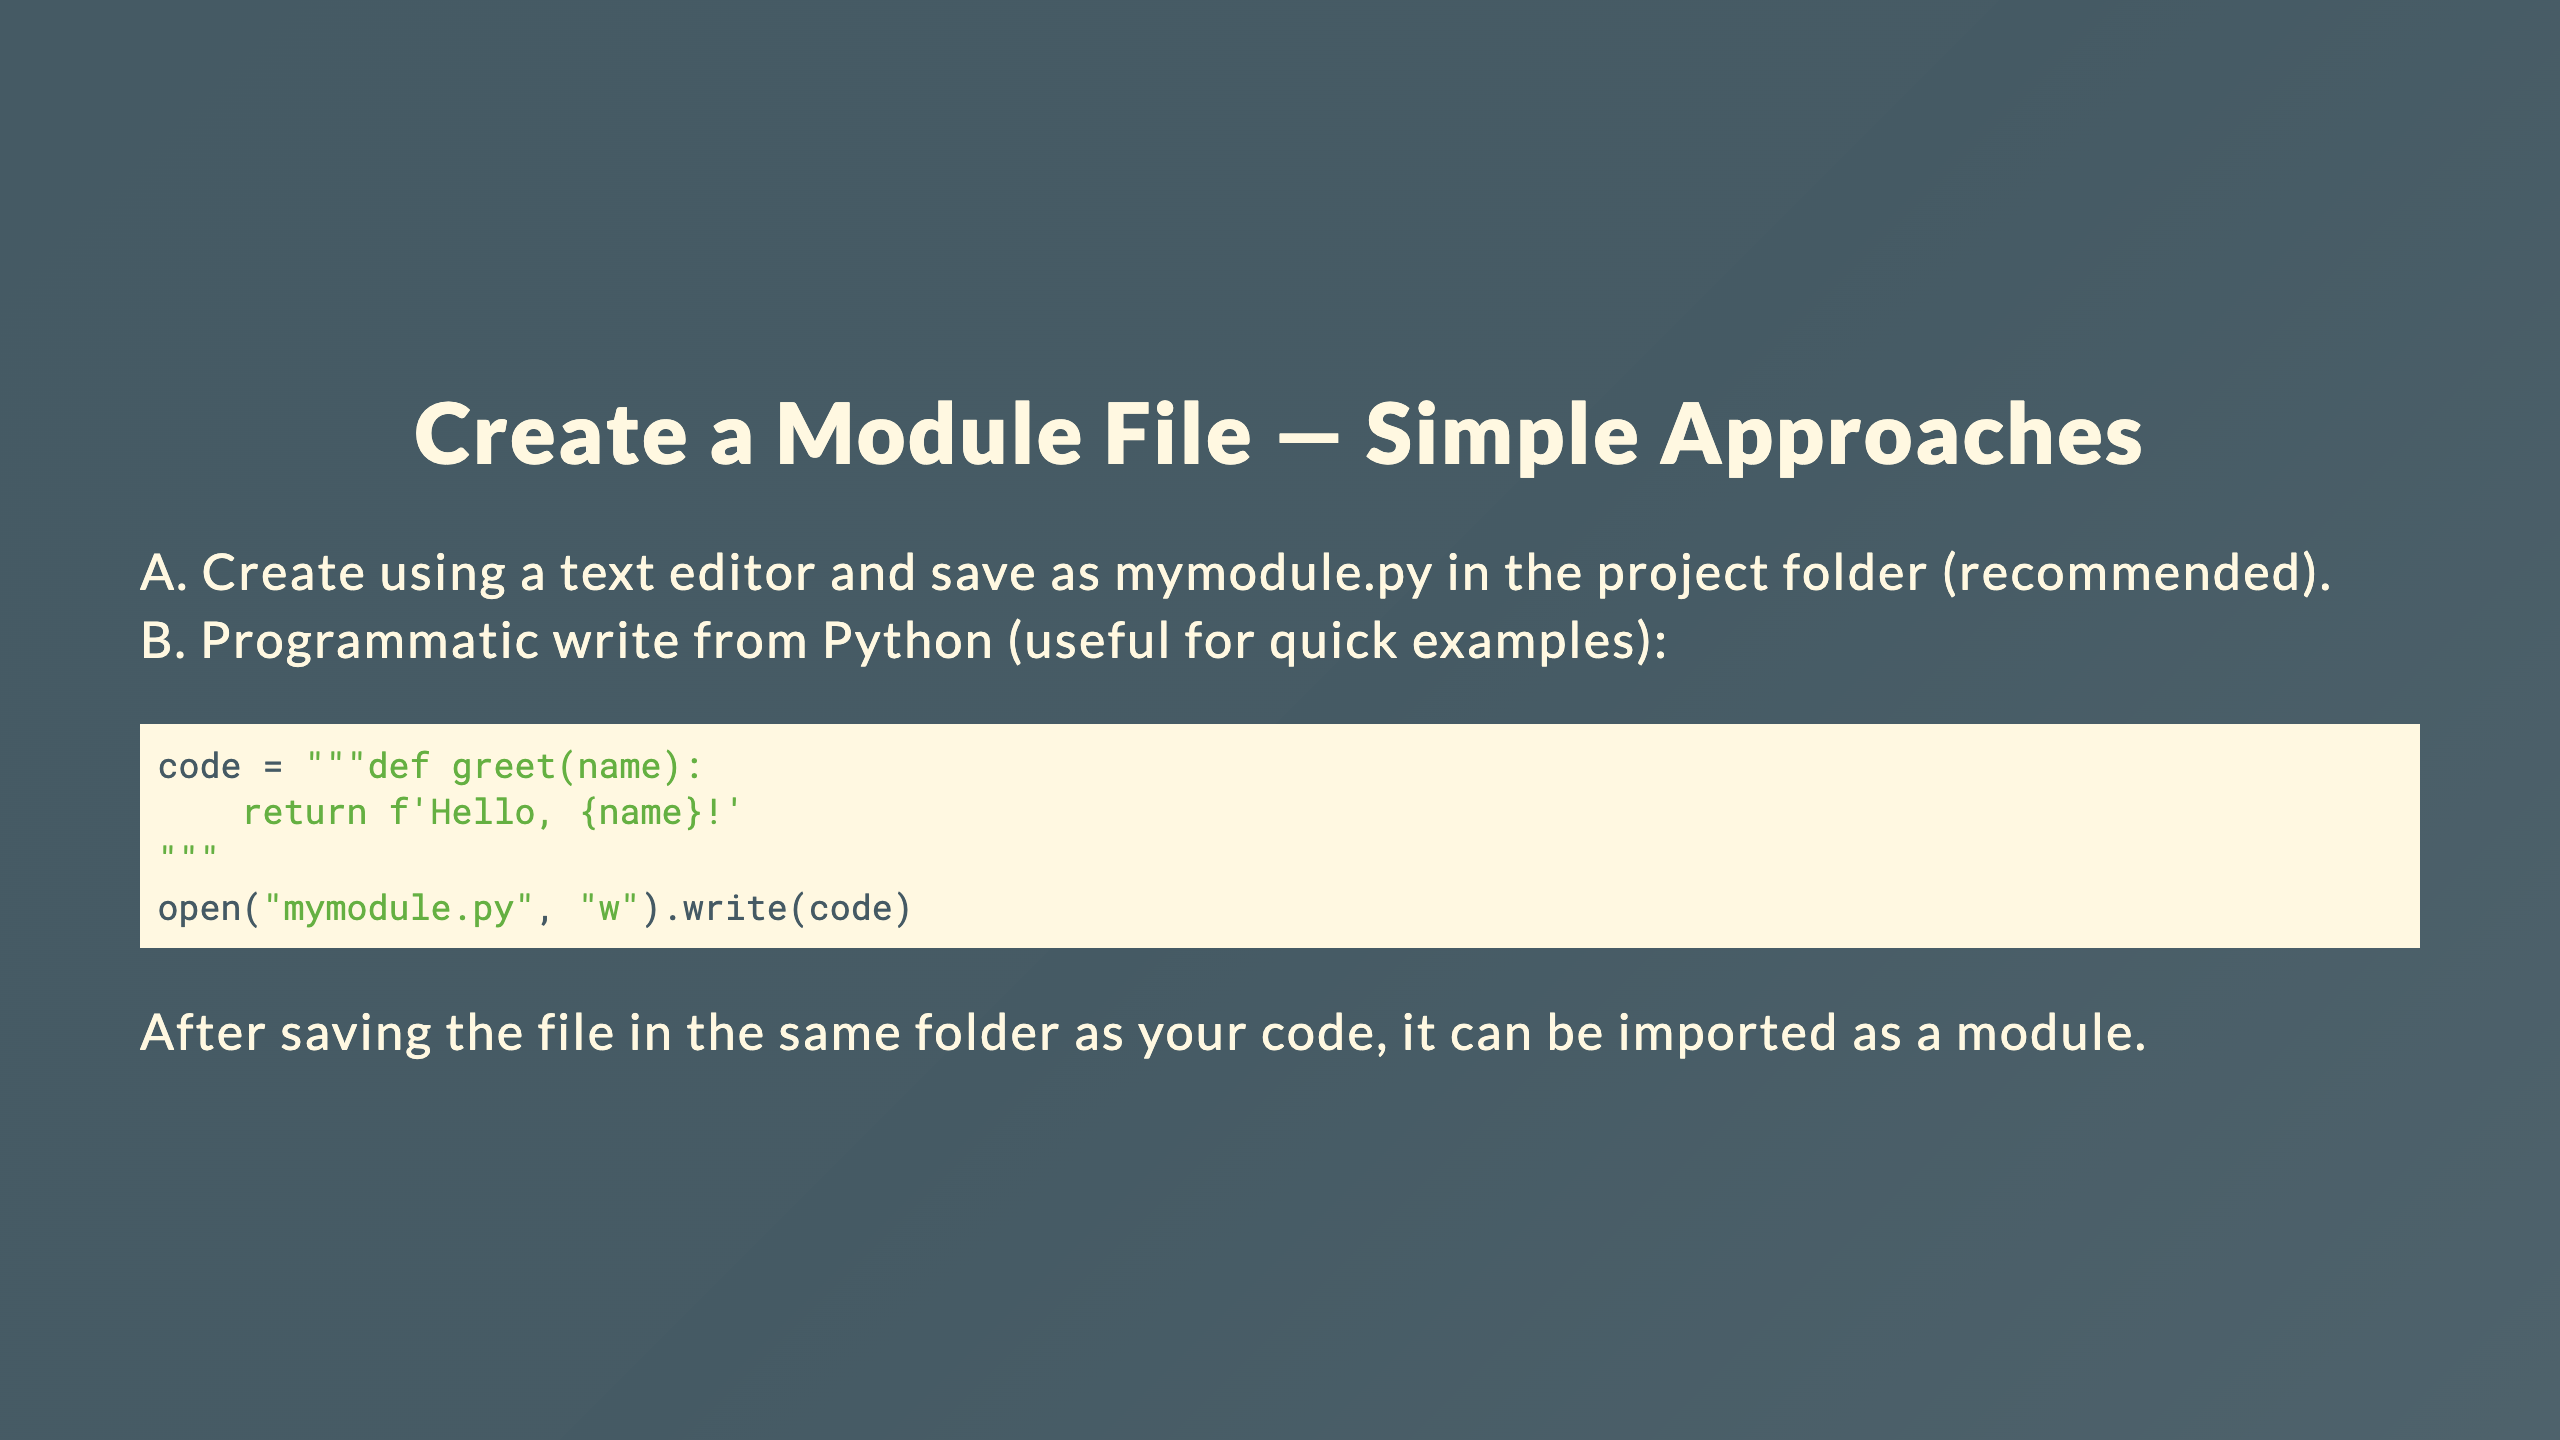 Create a Module File — Simple Approaches
A. Create using a text editor and save as mymodule.py in the project folder (recommended).
B. Programmatic write from Python (useful for quick examples):
code = """def greet(name):
    return f'Hello, {name}!'
"""
open("mymodule.py", "w").write(code)
After saving the file in the same folder as your code, it can be imported as a module.